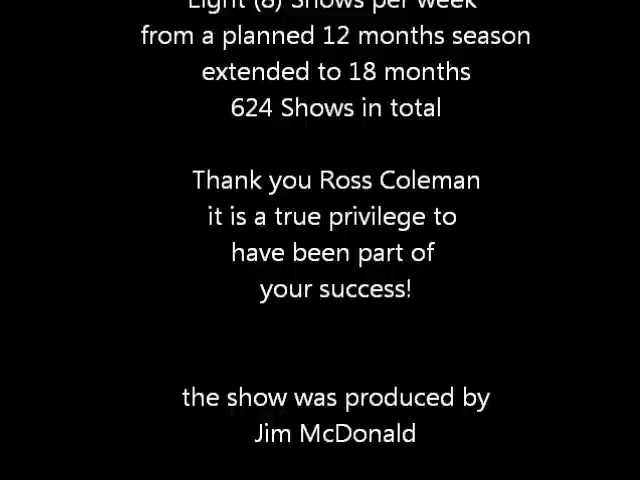 Eight (8) Shows per week
from a planned 12 months season
extended to 18 months
624 Shows in total
Thank you Ross Coleman
it is a true privilege to
have been part of
your success!
the show was produced by
Jim McDonald